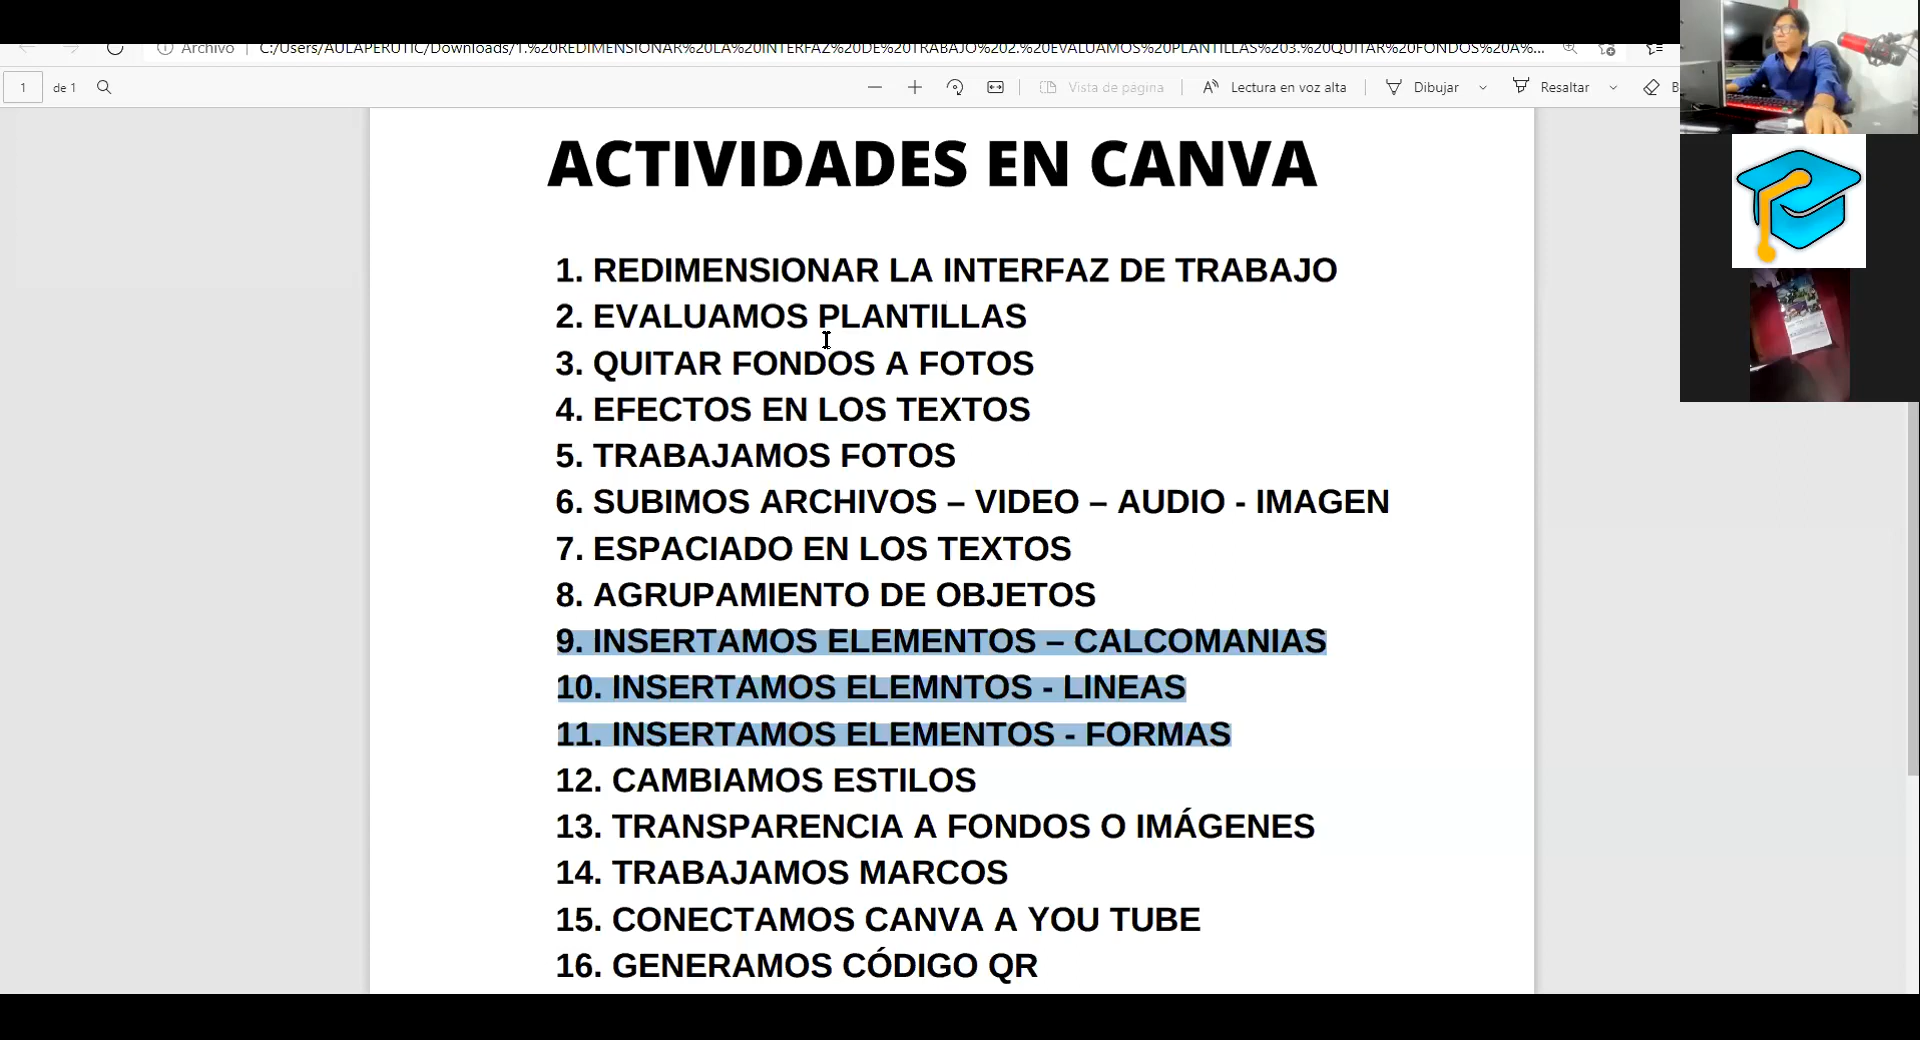 Archivo C:/Users/AULAPERUTIC/Downloads/1.%20REDIMENSIONAR%20LA%20INTERFAZ%20DE%20TRABAJO%202.%20EVALUAMOS%20PLANTILLAS%203.%20QUITAR%20FONDOS%20A%...
1 de 1 Vista de página Lectura en voz alta Dibujar Resaltar B
ACTIVIDADES EN CANVA
1. REDIMENSIONAR LA INTERFAZ DE TRABAJO
2. EVALUAMOS PLANTILLAS
3. QUITAR FONDOS A FOTOS
4. EFECTOS EN LOS TEXTOS
5. TRABAJAMOS FOTOS
6. SUBIMOS ARCHIVOS – VIDEO – AUDIO - IMAGEN
7. ESPACIADO EN LOS TEXTOS
8. AGRUPAMIENTO DE OBJETOS
9. INSERTAMOS ELEMENTOS – CALCOMANIAS
10. INSERTAMOS ELEMNTOS - LINEAS
11. INSERTAMOS ELEMENTOS - FORMAS
12. CAMBIAMOS ESTILOS
13. TRANSPARENCIA A FONDOS O IMÁGENES
14. TRABAJAMOS MARCOS
15. CONECTAMOS CANVA A YOU TUBE
16. GENERAMOS CÓDIGO QR